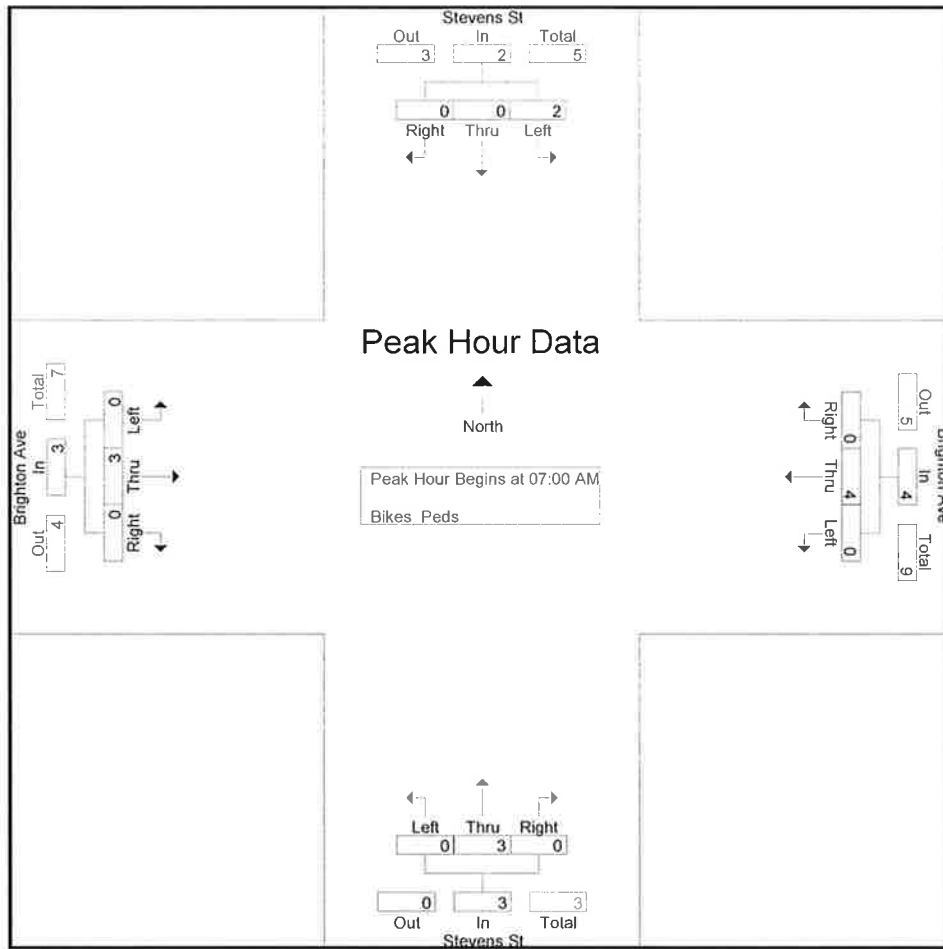 Stevens St
Out In Total
3 2 5
0 0 2
Right Thru Left
Peak Hour Data
North
Peak Hour Begins at 07:00 AM
Bikes Peds
Brighton Ave
Out In Total
4 3 7
0 3 0
Left Thru Right
Brighton Ave
Out In Total
5 4 9
0 4 0
Right Thru Left
Left Thru Right
0 3 0
0 3 3
Out In Total
Stevens St